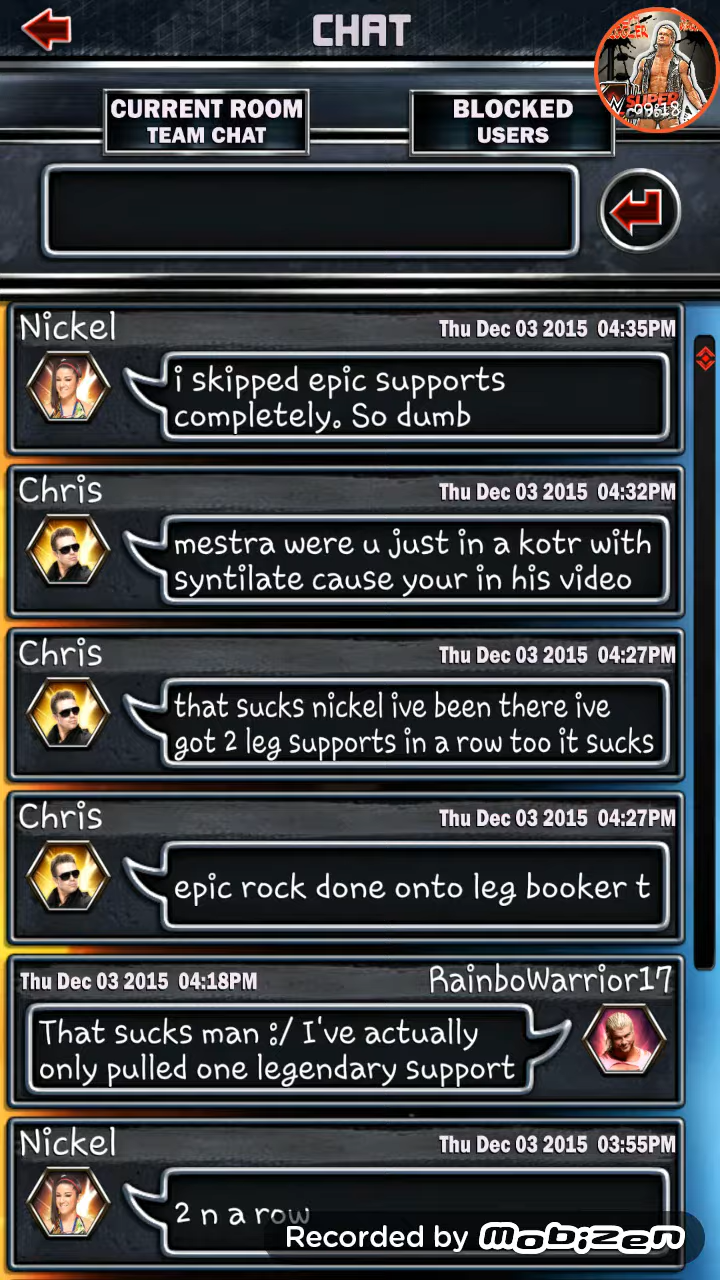 CHAT
CURRENT ROOM
TEAM CHAT
BLOCKED
USERS
SUPER
09:18
Nickel
Thu Dec 03 2015 04:35PM
i skipped epic supports
completely. So dumb
Chris
Thu Dec 03 2015 04:32PM
mestra were u just in a kotr with
syntilate cause your in his video
Chris
Thu Dec 03 2015 04:27PM
that sucks nickel ive been there ive
got 2 leg supports in a row too it sucks
Chris
Thu Dec 03 2015 04:27PM
epic rock done onto leg booker t
Thu Dec 03 2015 04:18PM
RainboWarrior17
That sucks man :/ I've actually
only pulled one legendary support
Nickel
Thu Dec 03 2015 03:55PM
2 n a row
Recorded by Mobizen